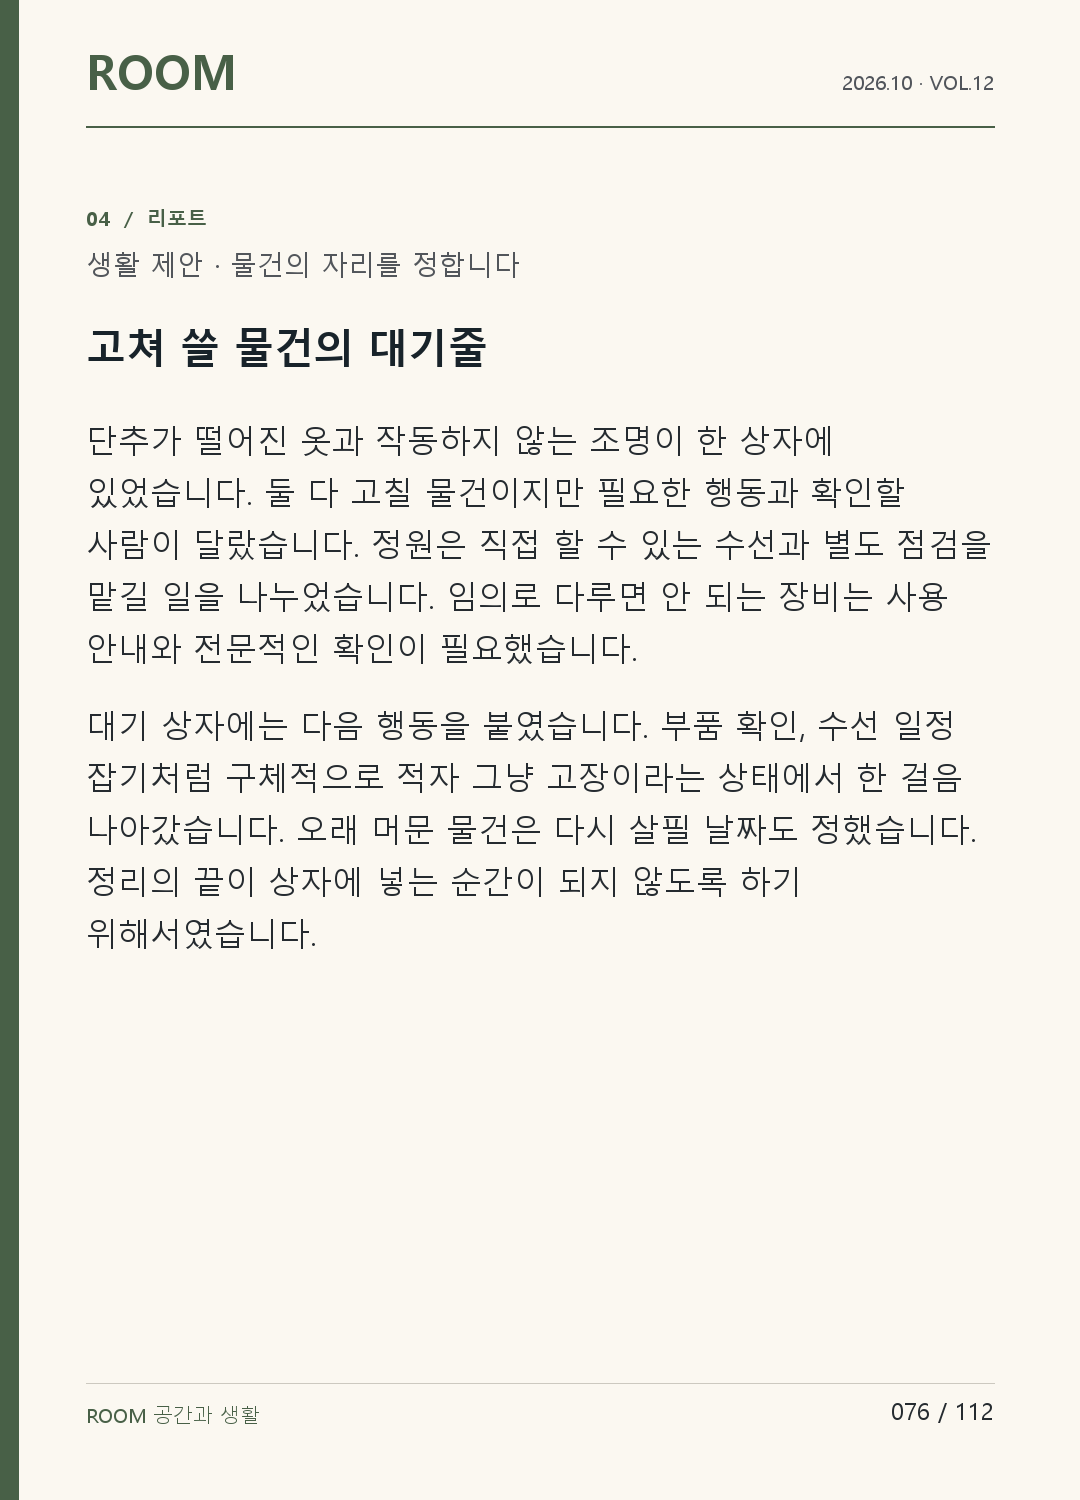 ROOM
2026.10 · VOL.12
04 / 리포트
생활 제안 · 물건의 자리를 정합니다
고쳐 쓸 물건의 대기줄
단추가 떨어진 옷과 작동하지 않는 조명이 한 상자에
있었습니다. 둘 다 고칠 물건이지만 필요한 행동과 확인할
사람이 달랐습니다. 정원은 직접 할 수 있는 수선과 별도 점검을
맡길 일을 나누었습니다. 임의로 다루면 안 되는 장비는 사용
안내와 전문적인 확인이 필요했습니다.
대기 상자에는 다음 행동을 붙였습니다. 부품 확인, 수선 일정
잡기처럼 구체적으로 적자 그냥 고장이라는 상태에서 한 걸음
나아갔습니다. 오래 머문 물건은 다시 살필 날짜도 정했습니다.
정리의 끝이 상자에 넣는 순간이 되지 않도록 하기
위해서였습니다.
ROOM 공간과 생활
076 / 112